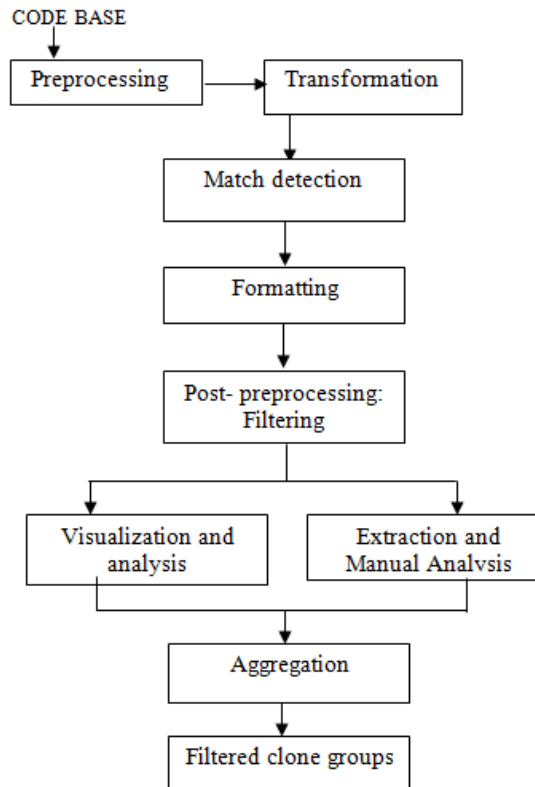 CODE BASE
Preprocessing
Transformation
Match detection
Formatting
Post- preprocessing:
Filtering
Visualization and
analysis
Extraction and
Manual Analysis
Aggregation
Filtered clone groups